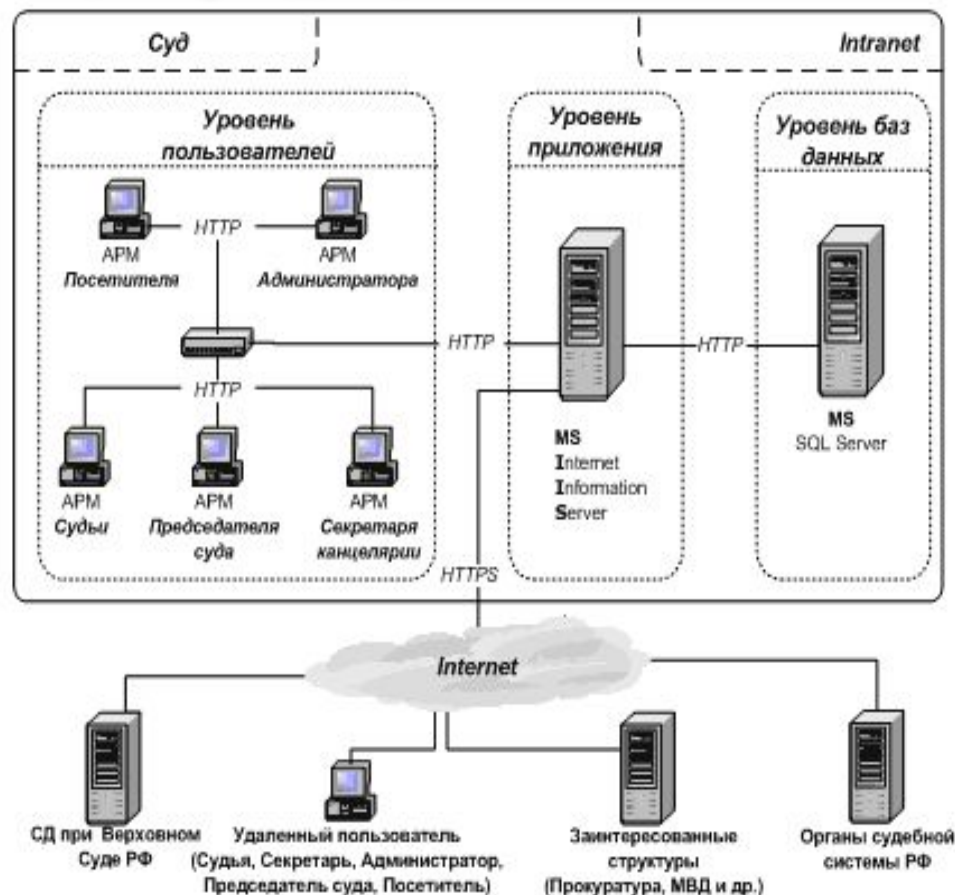 Суд
Intranet
Уровень
пользователей
Уровень
приложения
Уровень баз
данных
HTTP
АРМ
Посетителя
АРМ
Администратора
HTTP
HTTP
HTTP
MS
SQL Server
MS
Internet
Information
Server
АРМ
Судьи
АРМ
Председателя
суда
АРМ
Секретаря
канцелярии
HTTPS
Internet
СД при Верховном
Суде РФ
Удаленный пользователь
(Судья, Секретарь, Администратор,
Председатель суда, Посетитель)
Заинтересованные
структуры
(Прокуратура, МВД и др.)
Органы судебной
системы РФ